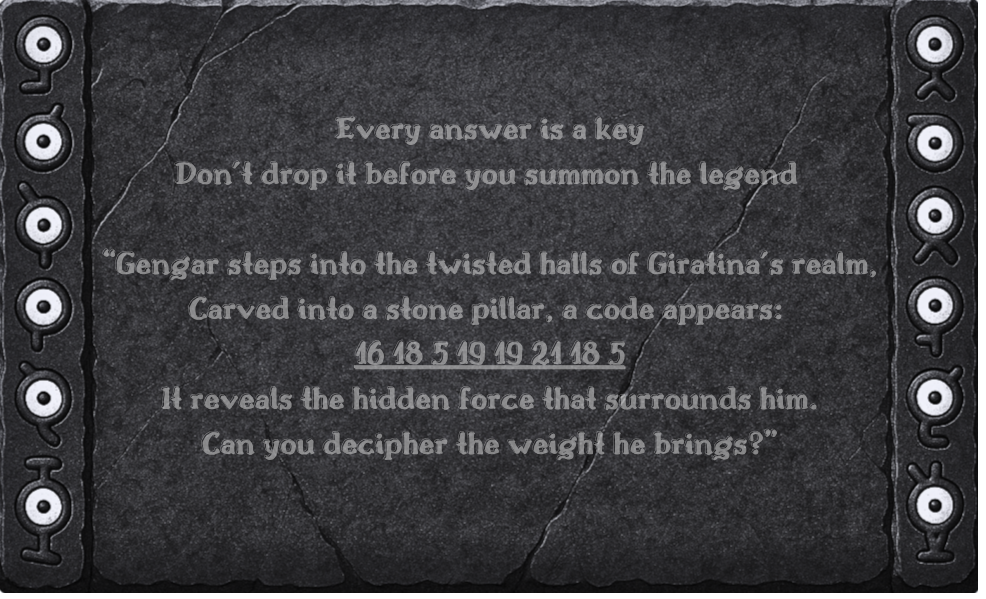 Every answer is a key
Don't drop it before you summon the legend
“Gengar steps into the twisted halls of Giratina's realm,
Carved into a stone pillar, a code appears:
16 18 5 19 19 21 18 5
It reveals the hidden force that surrounds him.
Can you decipher the weight he brings?”